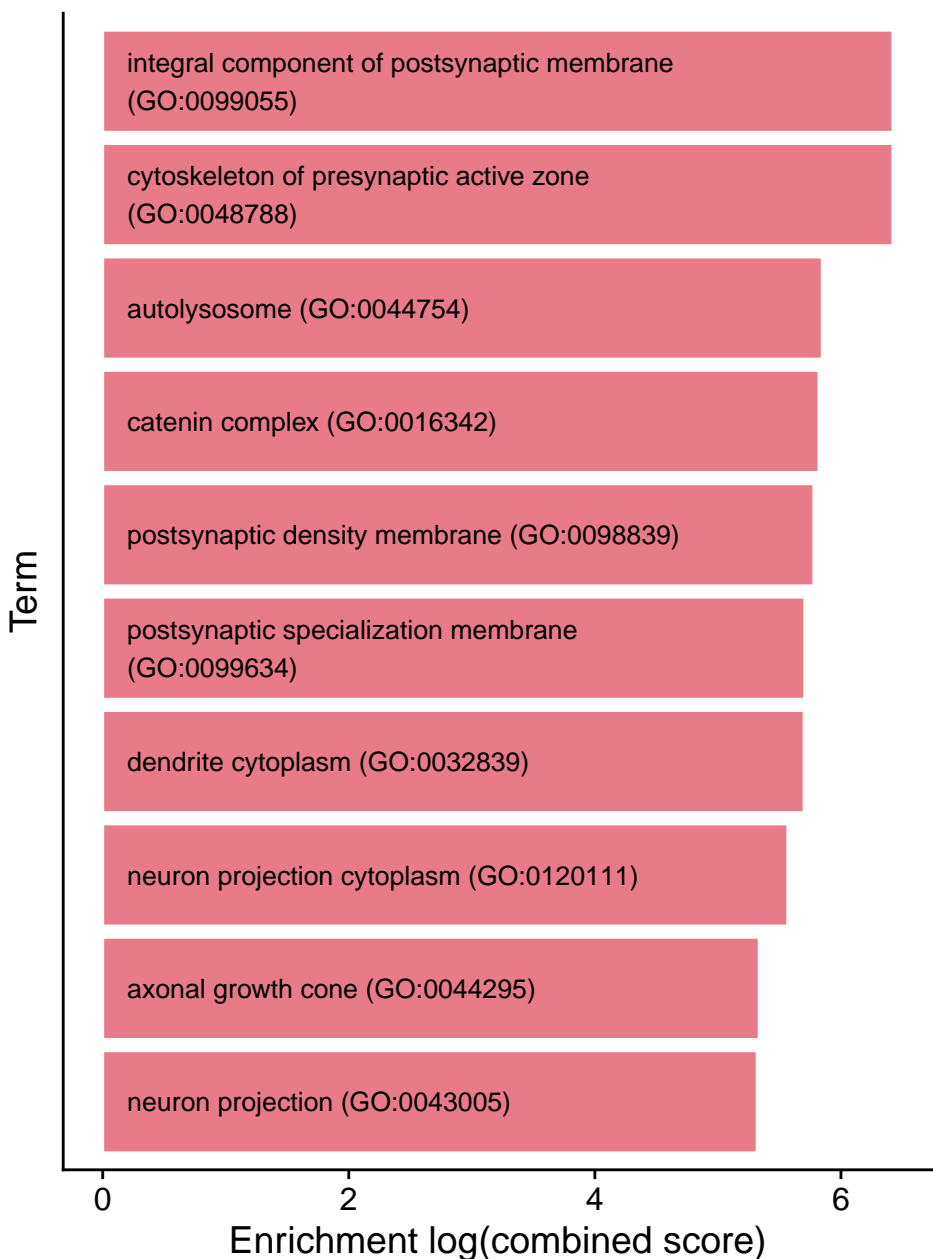 integral component of postsynaptic membrane
(GO:0099055)
cytoskeleton of presynaptic active zone
(GO:0048788)
autolysosome (GO:0044754)
catenin complex (GO:0016342)
postsynaptic density membrane (GO:0098839)
postsynaptic specialization membrane
(GO:0099634)
dendrite cytoplasm (GO:0032839)
neuron projection cytoplasm (GO:0120111)
axonal growth cone (GO:0044295)
neuron projection (GO:0043005)
Term
0 2 4 6
Enrichment log(combined score)